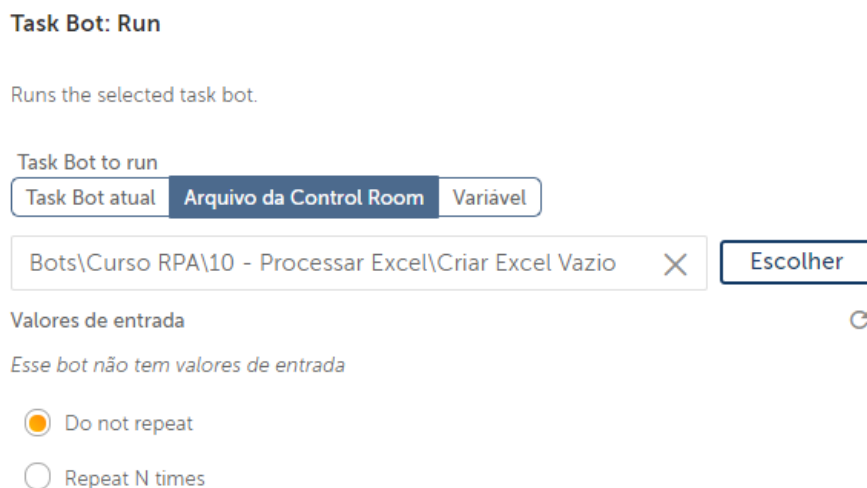 Task Bot: Run
Runs the selected task bot.
Task Bot to run
Task Bot atual Arquivo da Control Room Variável
Bots\Curso RPA\10 - Processar Excel\Criar Excel Vazio Escolher
Valores de entrada
Esse bot não tem valores de entrada
Do not repeat
Repeat N times